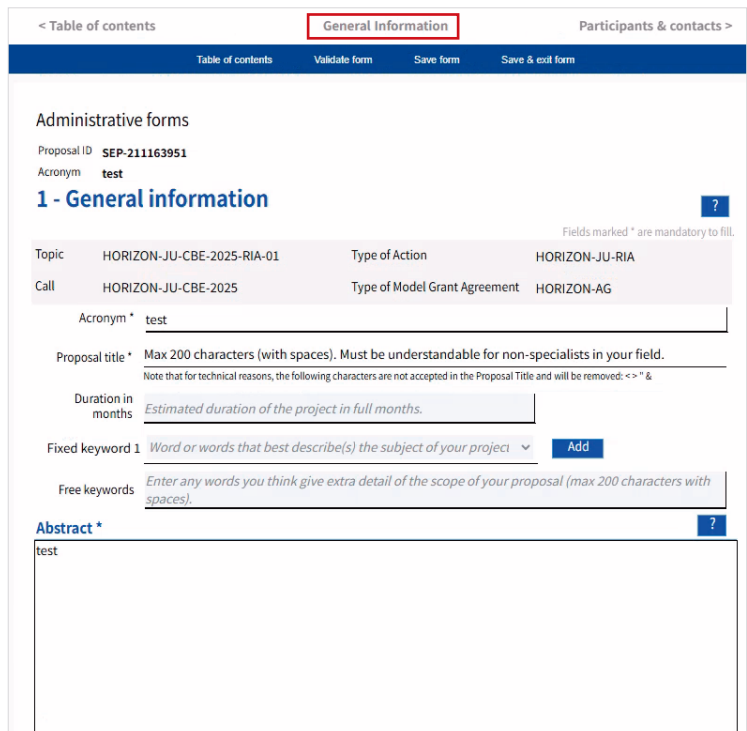 < Table of contents General Information Participants & contacts >
Table of contents Validate form Save form Save & exit form
Administrative forms
Proposal ID SEP-211163951
Acronym test
1 - General information
?
Fields marked * are mandatory to fill.
Topic HORIZON-JU-CBE-2025-RIA-01 Type of Action HORIZON-JU-RIA
Call HORIZON-JU-CBE-2025 Type of Model Grant Agreement HORIZON-AG
Acronym * test
Proposal title * Max 200 characters (with spaces). Must be understandable for non-specialists in your field.
Note that for technical reasons, the following characters are not accepted in the Proposal Title and will be removed: < > " &
Duration in
months Estimated duration of the project in full months.
Fixed keyword 1 Word or words that best describe(s) the subject of your project Add
Free keywords Enter any words you think give extra detail of the scope of your proposal (max 200 characters with
spaces).
Abstract * ?
test